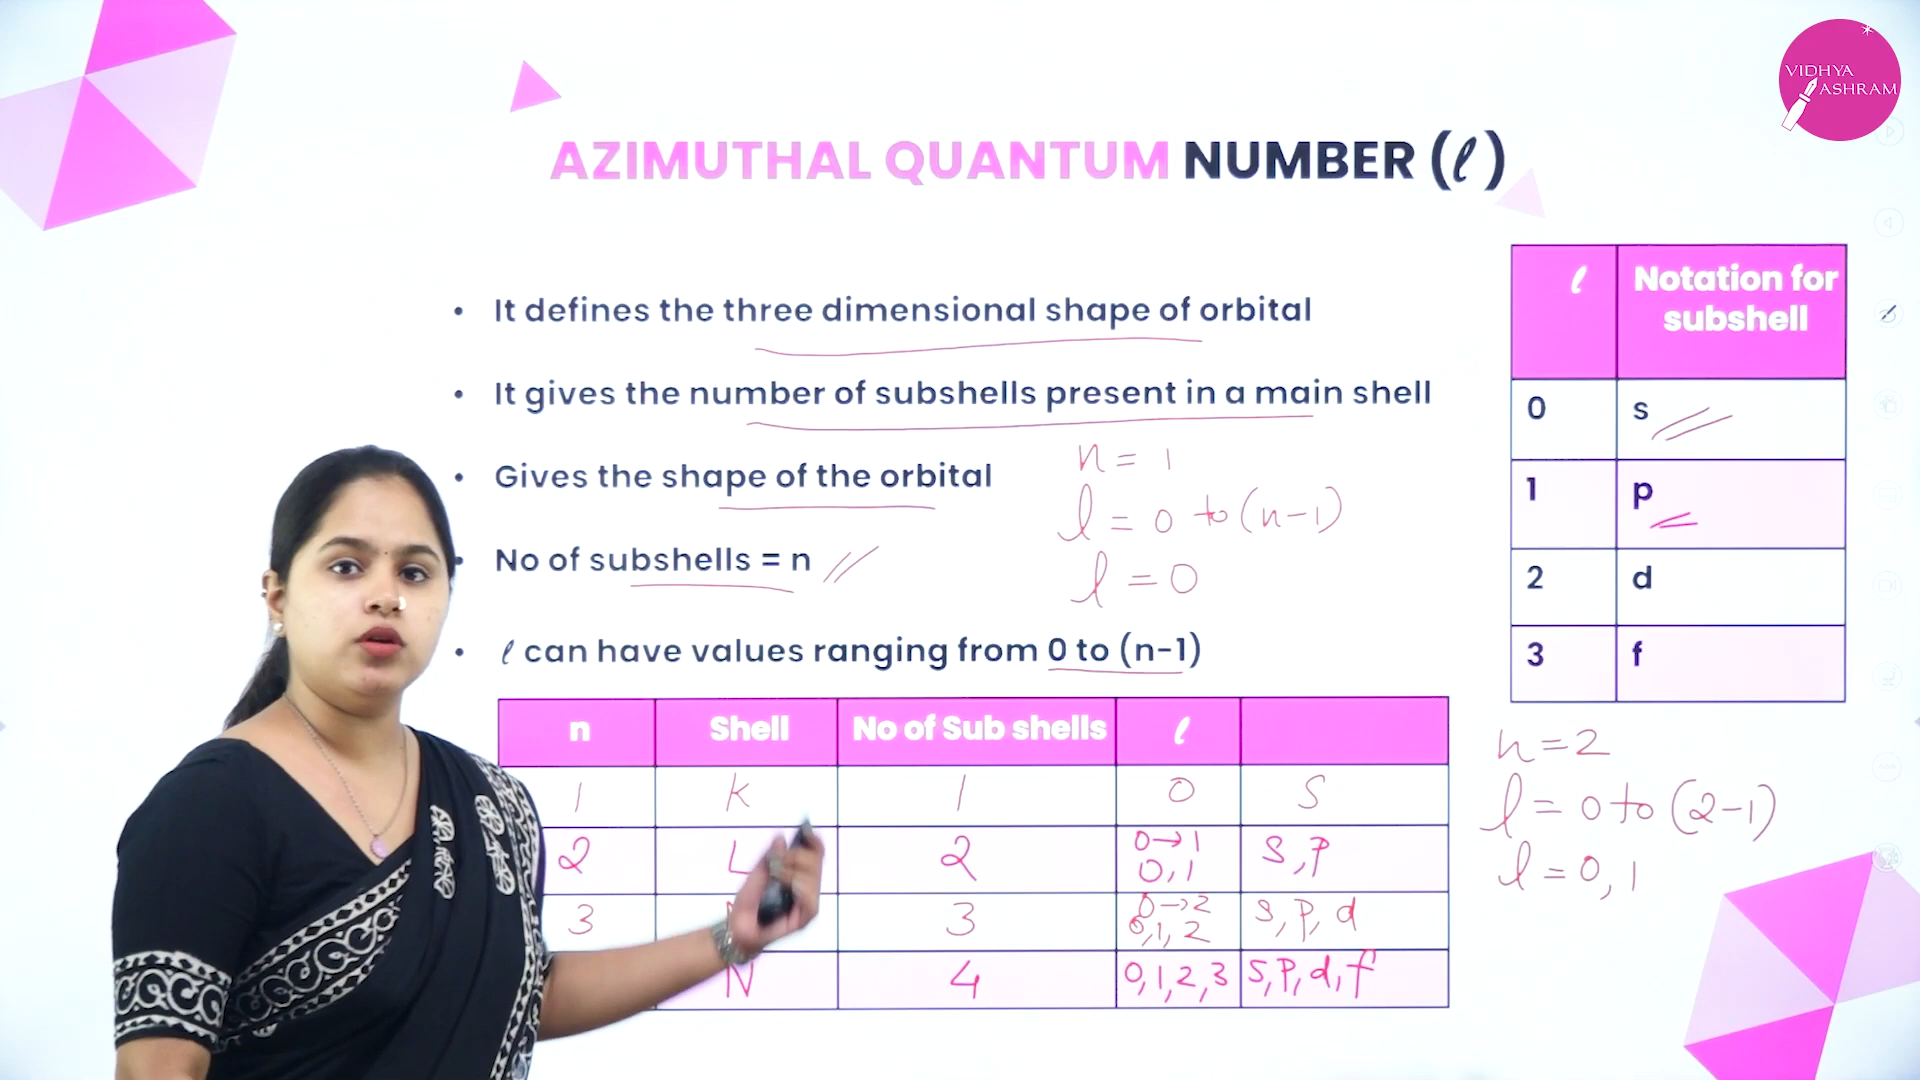 VIDHYA
ASHRAM
AZIMUTHAL QUANTUM NUMBER (ℓ)
• It defines the three dimensional shape of orbital
• It gives the number of subshells present in a main shell
• Gives the shape of the orbital
• No of subshells = n
• ℓ can have values ranging from 0 to (n-1)
n = 1
l = 0 to (n-1)
l = 0
ℓ Notation for subshell
0 s
1 p
2 d
3 f
n Shell No of Sub shells ℓ
1 K 1 0 S
2 L 2 0→1 0,1 S,P
3 3 0→2 0,1,2 S,P,d
N 4 0,1,2,3 S,P,d,f
n=2
l = 0 to (2-1)
l = 0,1